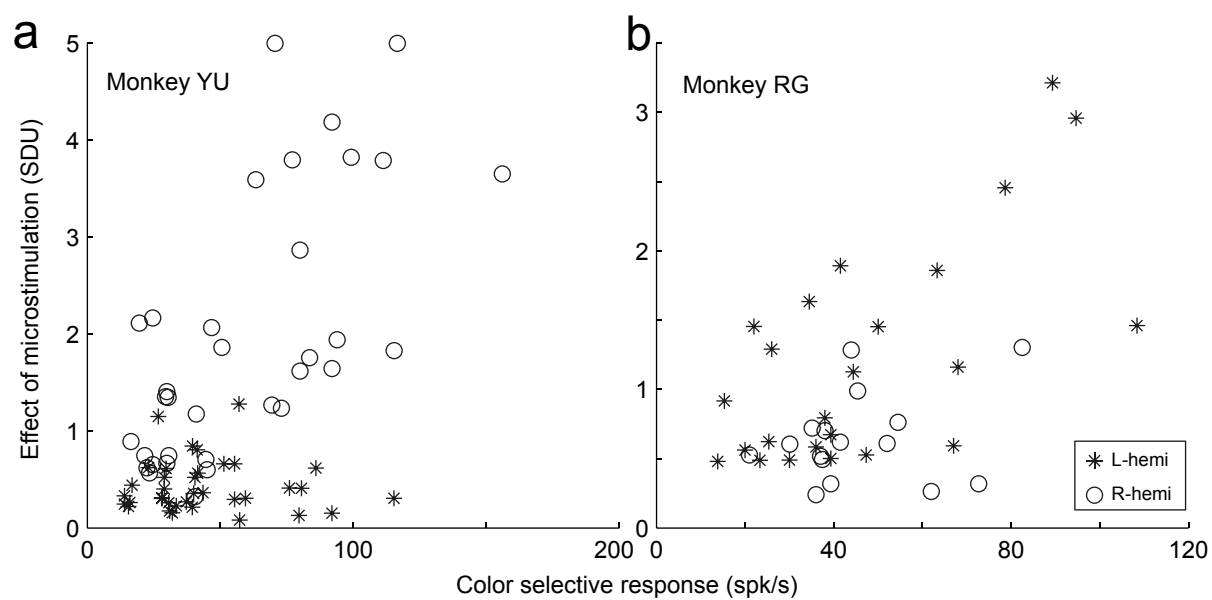 a
b
Monkey YU
Monkey RG
Effect of microstimulation (SDU)
5
4
3
2
1
0
3
2
1
0
L-hemi
R-hemi
0
100
200
0
40
80
120
Color selective response (spk/s)